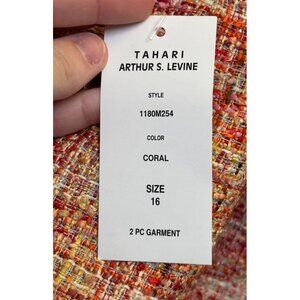 TAHARI
ARTHUR S. LEVINE
STYLE
1180M254
COLOR
CORAL
SIZE
16
2 PC GARMENT